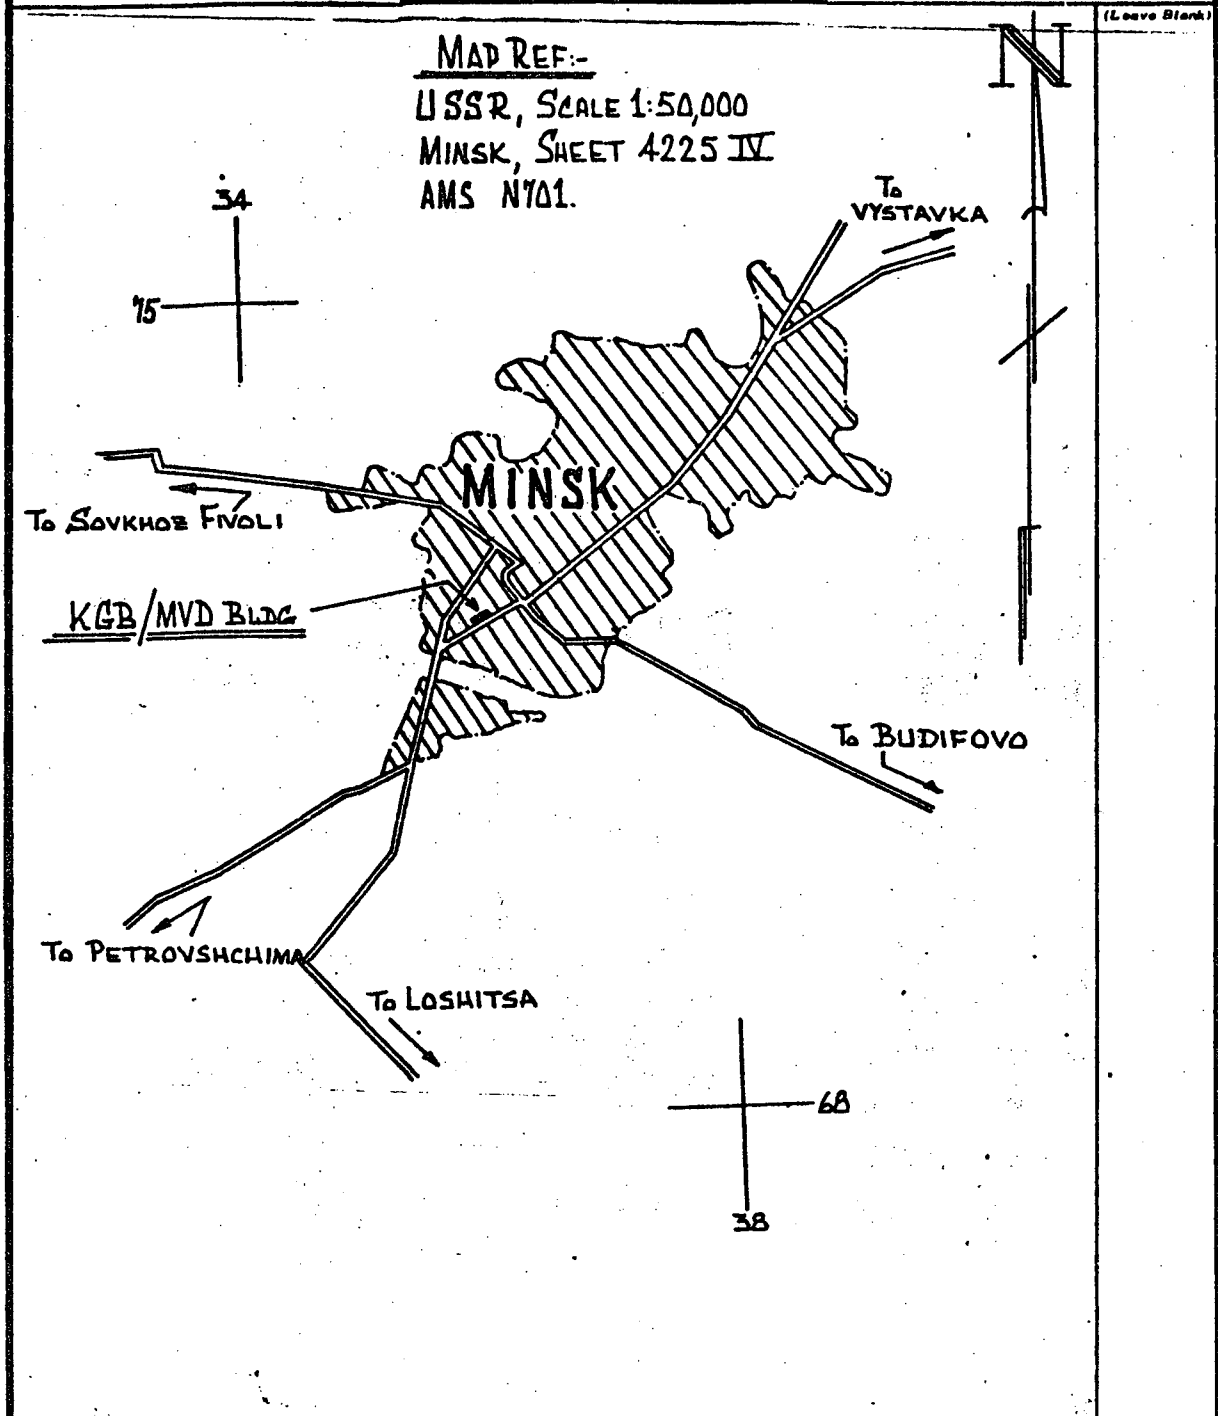 (Leave Blank)
N
MAP REF:-
USSR, SCALE 1:50,000
MINSK, SHEET 4225 IV
AMS N701.
34
75
To
VYSTAVKA
MINSK
To SOVKHOZ FIVOLI
KGB/MVD BLDG
To BUDIFOVO
To PETROVSHCHIMA
To LOSHITSA
68
38